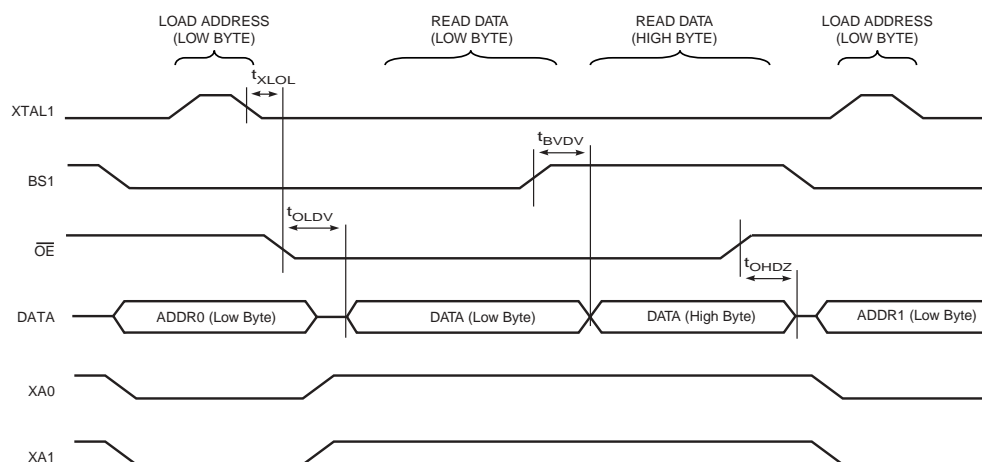 LOAD ADDRESS
(LOW BYTE)
READ DATA
(LOW BYTE)
READ DATA
(HIGH BYTE)
LOAD ADDRESS
(LOW BYTE)
tXLOL
XTAL1
tBVDV
BS1
tOLDV
OE
tOHDZ
DATA
ADDR0 (Low Byte)
DATA (Low Byte)
DATA (High Byte)
ADDR1 (Low Byte)
XA0
XA1